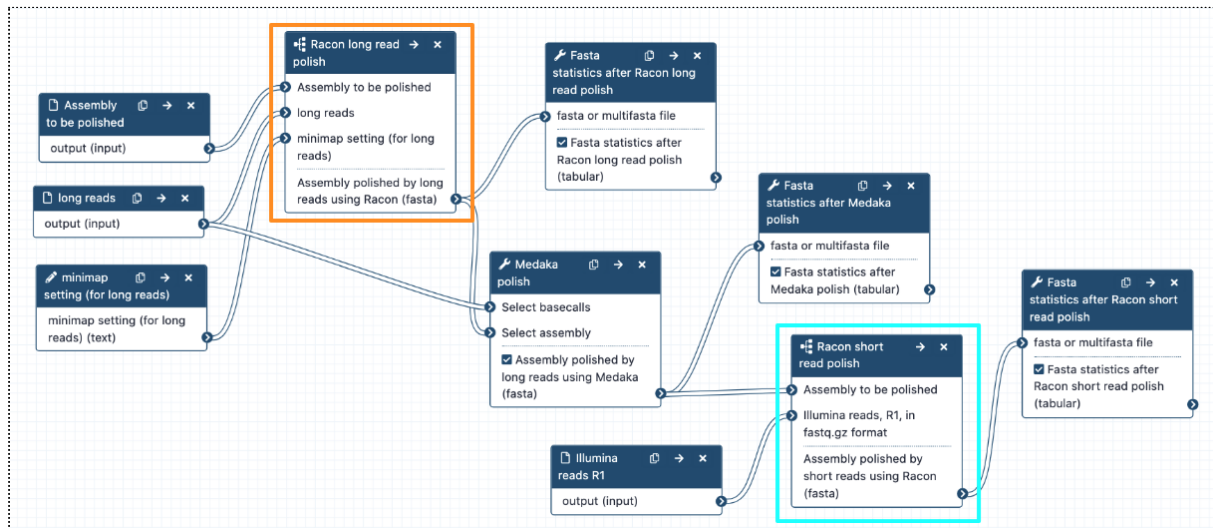 Assembly
to be polished
output (input)
long reads
output (input)
minimap
setting (for long reads)
minimap setting (for long
reads) (text)
Racon long read
polish
Assembly to be polished
long reads
minimap setting (for long
reads)
Assembly polished by long
reads using Racon (fasta)
Fasta
statistics after Racon long
read polish
fasta or multifasta file
Fasta statistics after
Racon long read polish
(tabular)
Medaka
polish
Select basecalls
Select assembly
Assembly polished by
long reads using Medaka
(fasta)
Fasta
statistics after Medaka
polish
fasta or multifasta file
Fasta statistics after
Medaka polish (tabular)
Illumina
reads R1
output (input)
Racon short
read polish
Assembly to be polished
Illumina reads, R1, in
fastq.gz format
Assembly polished by
short reads using Racon
(fasta)
Fasta
statistics after Racon short
read polish
fasta or multifasta file
Fasta statistics after
Racon short read polish
(tabular)